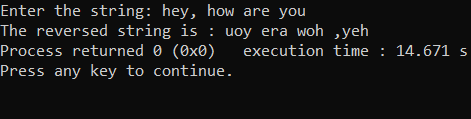 Enter the string: hey, how are you
The reversed string is : uoy era woh ,yeh
Process returned 0 (0x0)   execution time : 14.671 s
Press any key to continue.